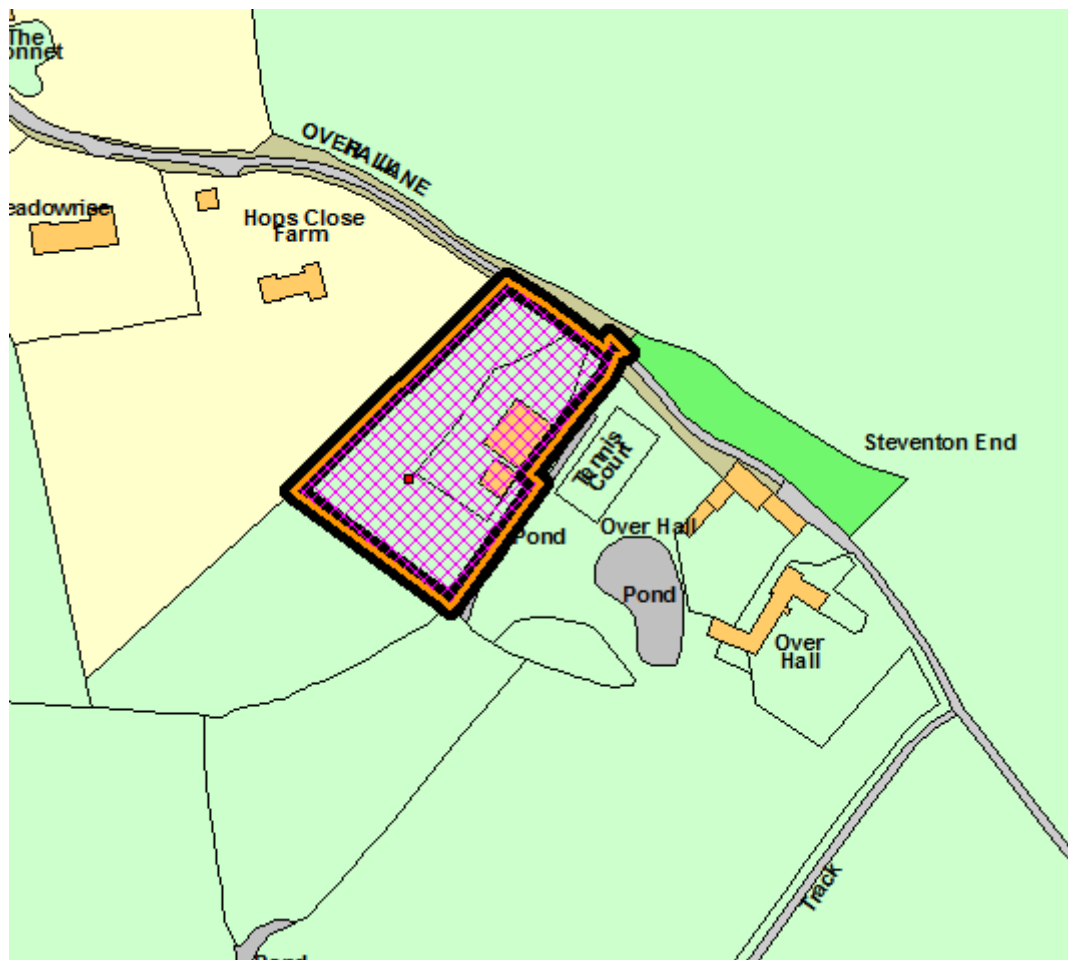 The
onnet
OVER HALL LANE
eadowrise
Hops Close
Farm
Steventon End
Tennis
Court
Over Hall
Pond
Pond
Over
Hall
Track
Pond